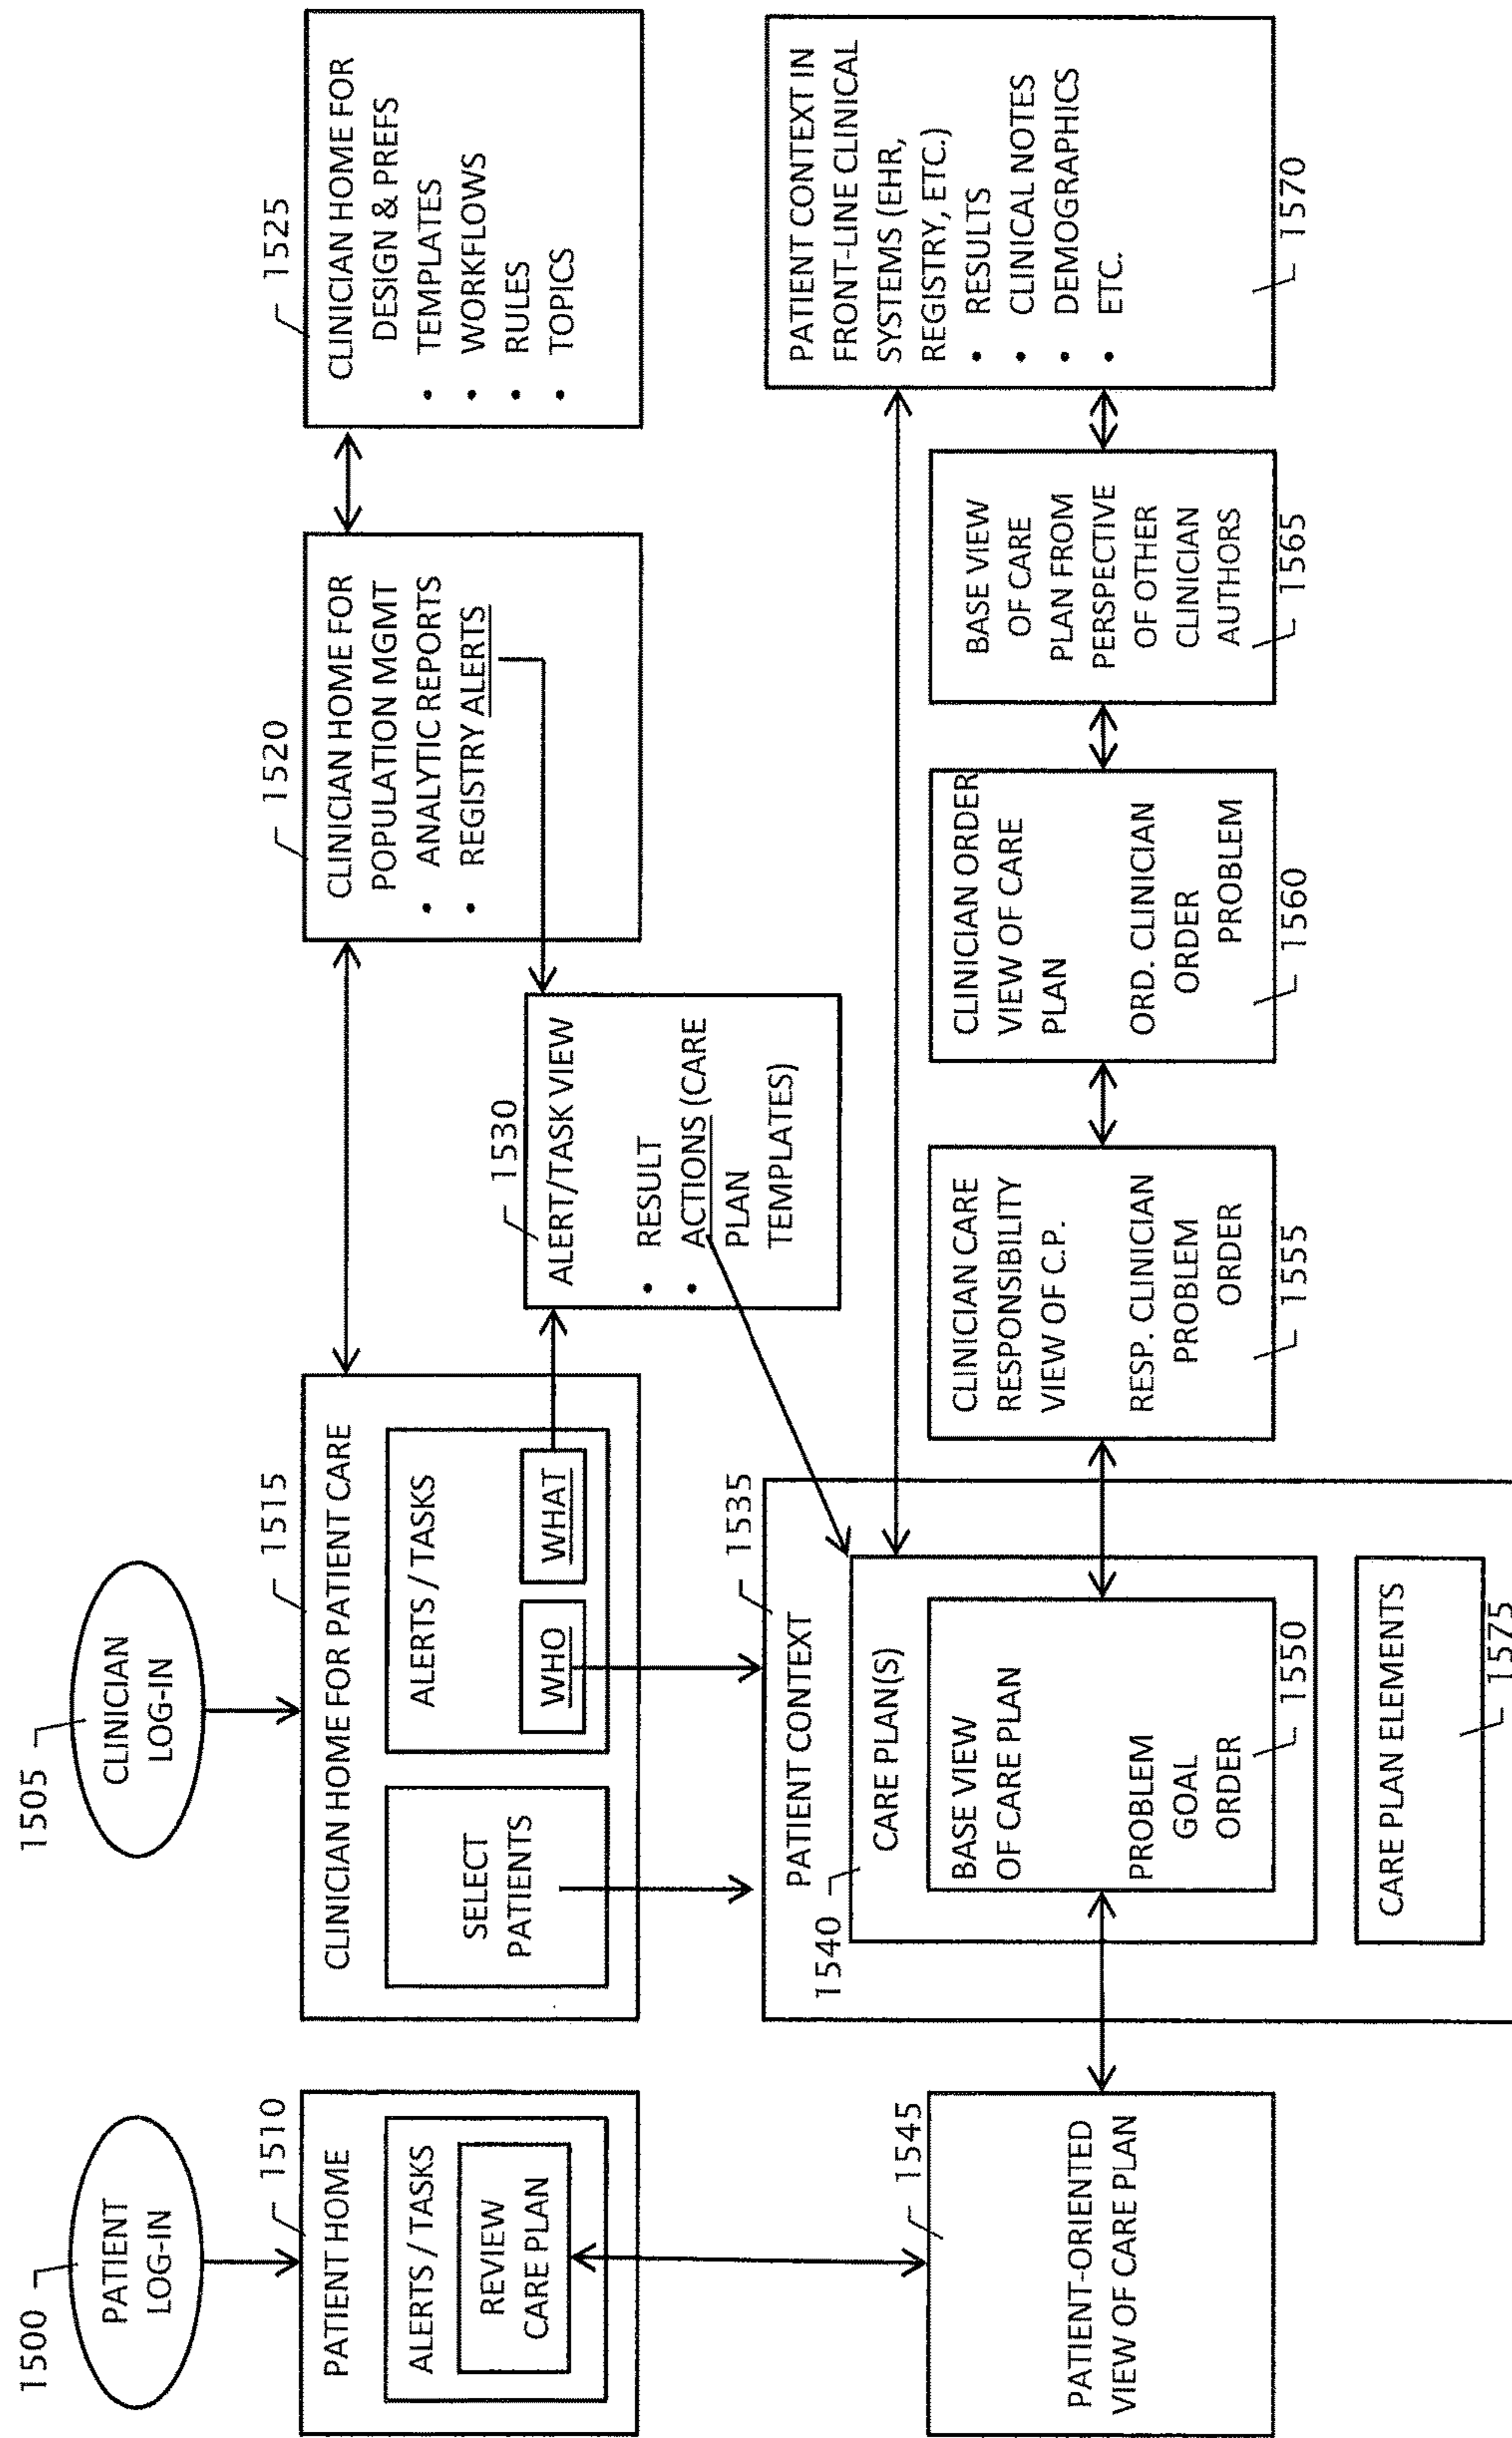 1500
PATIENT
LOG-IN
1505
CLINICIAN
LOG-IN
1510
PATIENT HOME
ALERTS / TASKS
REVIEW
CARE PLAN
1515
CLINICIAN HOME FOR PATIENT CARE
SELECT
PATIENTS
ALERTS / TASKS
WHO
WHAT
1520
CLINICIAN HOME FOR
POPULATION MGMT
• ANALYTIC REPORTS
• REGISTRY ALERTS
1525
CLINICIAN HOME FOR
DESIGN & PREFS
• TEMPLATES
• WORKFLOWS
• RULES
• TOPICS
1530
ALERT/TASK VIEW
• RESULT
• ACTIONS (CARE
PLAN
TEMPLATES)
1535
PATIENT CONTEXT
1540
CARE PLAN(S)
BASE VIEW
OF CARE PLAN
PROBLEM
GOAL
ORDER
1550
CARE PLAN ELEMENTS
1575
1545
PATIENT-ORIENTED
VIEW OF CARE PLAN
CLINICIAN CARE
RESPONSIBILITY
VIEW OF C.P.
RESP. CLINICIAN
PROBLEM
ORDER
1555
CLINICIAN ORDER
VIEW OF CARE
PLAN
ORD. CLINICIAN
ORDER
PROBLEM
1560
BASE VIEW
OF CARE
PLAN FROM
PERSPECTIVE
OF OTHER
CLINICIAN
AUTHORS
1565
PATIENT CONTEXT IN
FRONT-LINE CLINICAL
SYSTEMS (EHR,
REGISTRY, ETC.)
• RESULTS
• CLINICAL NOTES
• DEMOGRAPHICS
• ETC.
1570